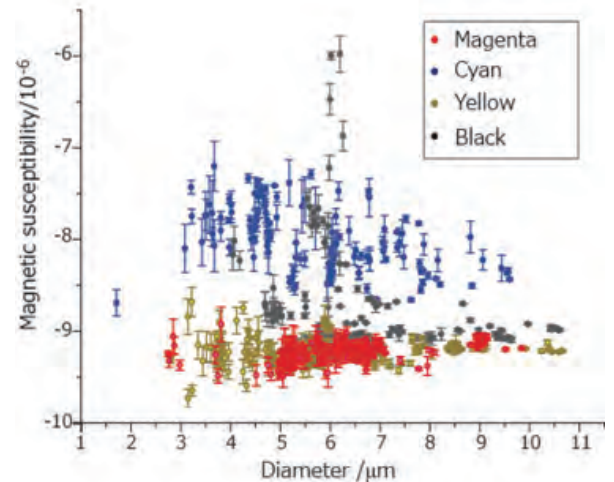 Magnetic susceptibility/10⁻⁶
-6
-7
-8
-9
-10
Magenta
Cyan
Yellow
Black
1 2 3 4 5 6 7 8 9 10 11
Diameter /μm